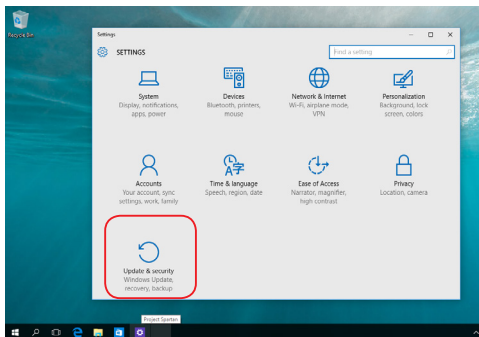 Recycle Bin
Settings
SETTINGS
Find a setting
System
Display, notifications,
apps, power
Devices
Bluetooth, printers,
mouse
Network & Internet
Wi-Fi, airplane mode,
VPN
Personalization
Background, lock
screen, colors
Accounts
Your account, sync
settings, work, family
Time & language
Speech, region, date
Ease of Access
Narrator, magnifier,
high contrast
Privacy
Location, camera
Update & security
Windows Update,
recovery, backup
Project Spartan